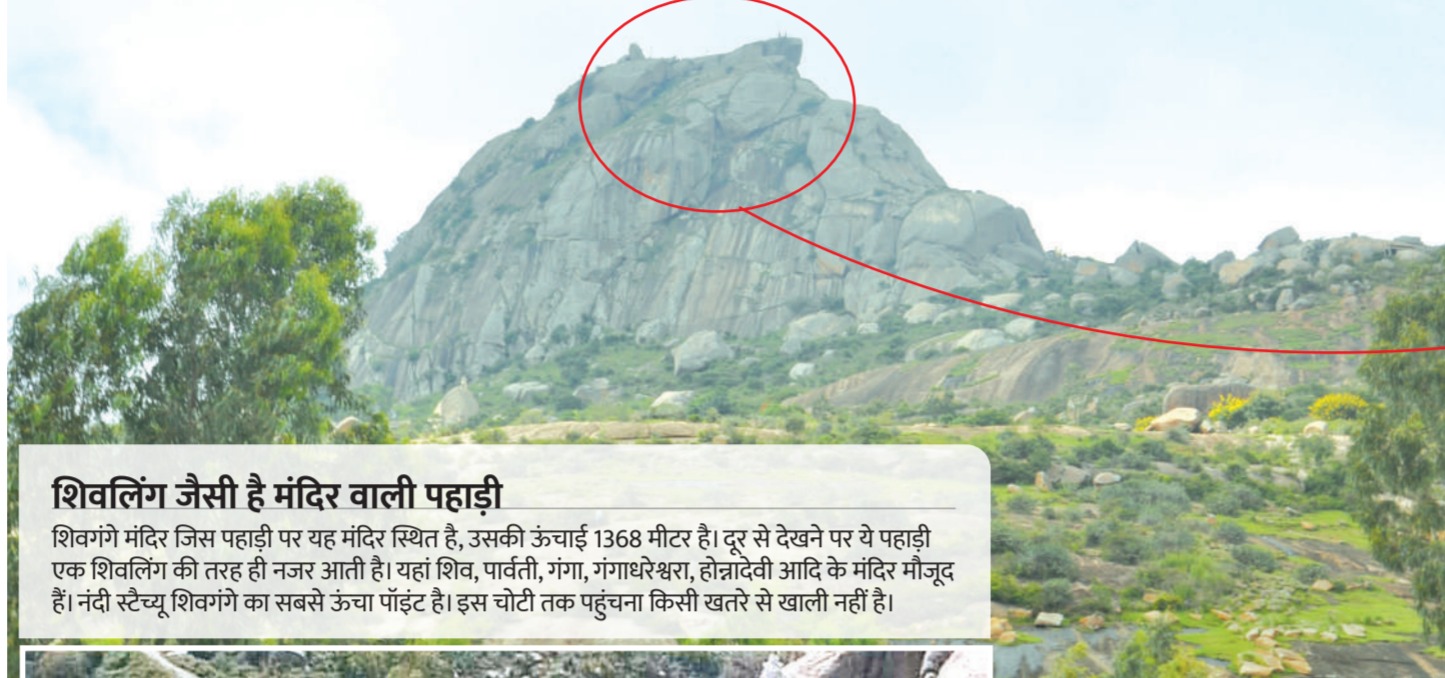 शिवलिंग जैसी है मंदिर वाली पहाड़ी
शिवगंगे मंदिर जिस पहाड़ी पर यह मंदिर स्थित है, उसकी ऊंचाई 1368 मीटर है। दूर से देखने पर ये पहाड़ी
एक शिवलिंग की तरह ही नजर आती है। यहां शिव, पार्वती, गंगा, गंगाधरेश्वरा, होन्नादेवी आदि के मंदिर मौजूद
हैं। नंदी स्टैच्यू शिवगंगे का सबसे ऊंचा पॉइंट है। इस चोटी तक पहुंचना किसी खतरे से खाली नहीं है।